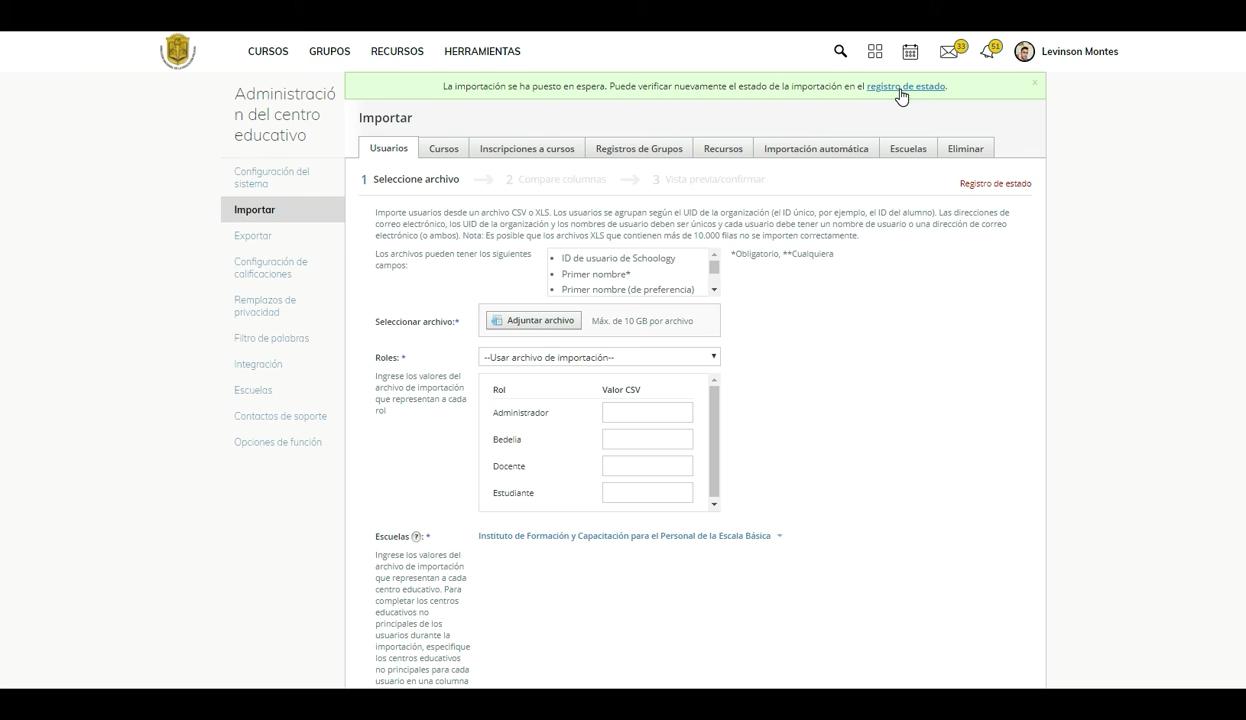 CURSOS GRUPOS RECURSOS HERRAMIENTAS 33 51 Levinson Montes
La importación se ha puesto en espera. Puede verificar nuevamente el estado de la importación en el registro de estado. x
Administració
n del centro
educativo
Configuración del
sistema
Importar
Exportar
Configuración de
calificaciones
Remplazos de
privacidad
Filtro de palabras
Integración
Escuelas
Contactos de soporte
Opciones de función
Importar
Usuarios Cursos Inscripciones a cursos Registros de Grupos Recursos Importación automática Escuelas Eliminar
1 Seleccione archivo 2 Compare columnas 3 Vista previa/confirmar
Registro de estado
Importe usuarios desde un archivo CSV o XLS. Los usuarios se agrupan según el UID de la organización (el ID único, por ejemplo, el ID del alumno). Las direcciones de
correo electrónico, los UID de la organización y los nombres de usuario deben ser únicos y cada usuario debe tener un nombre de usuario o una dirección de correo
electrónico (o ambos). Nota: Es posible que los archivos XLS que contienen más de 10.000 filas no se importen correctamente.
Los archivos pueden tener los siguientes
campos:
• ID de usuario de Schoology
• Primer nombre*
• Primer nombre (de preferencia)
*Obligatorio, **Cualquiera
Seleccionar archivo:* Adjuntar archivo Máx. de 10 GB por archivo
Roles: * --Usar archivo de importación--
Ingrese los valores del
archivo de importación
que representan a cada
rol
Rol Valor CSV
Administrador
Bedelia
Docente
Estudiante
Escuelas ?: * Instituto de Formación y Capacitación para el Personal de la Escala Básica
Ingrese los valores del
archivo de importación
que representan a cada
centro educativo. Para
completar los centros
educativos no
principales de los
usuarios durante la
importación, especifique
los centros educativos
no principales para cada
usuario en una columna